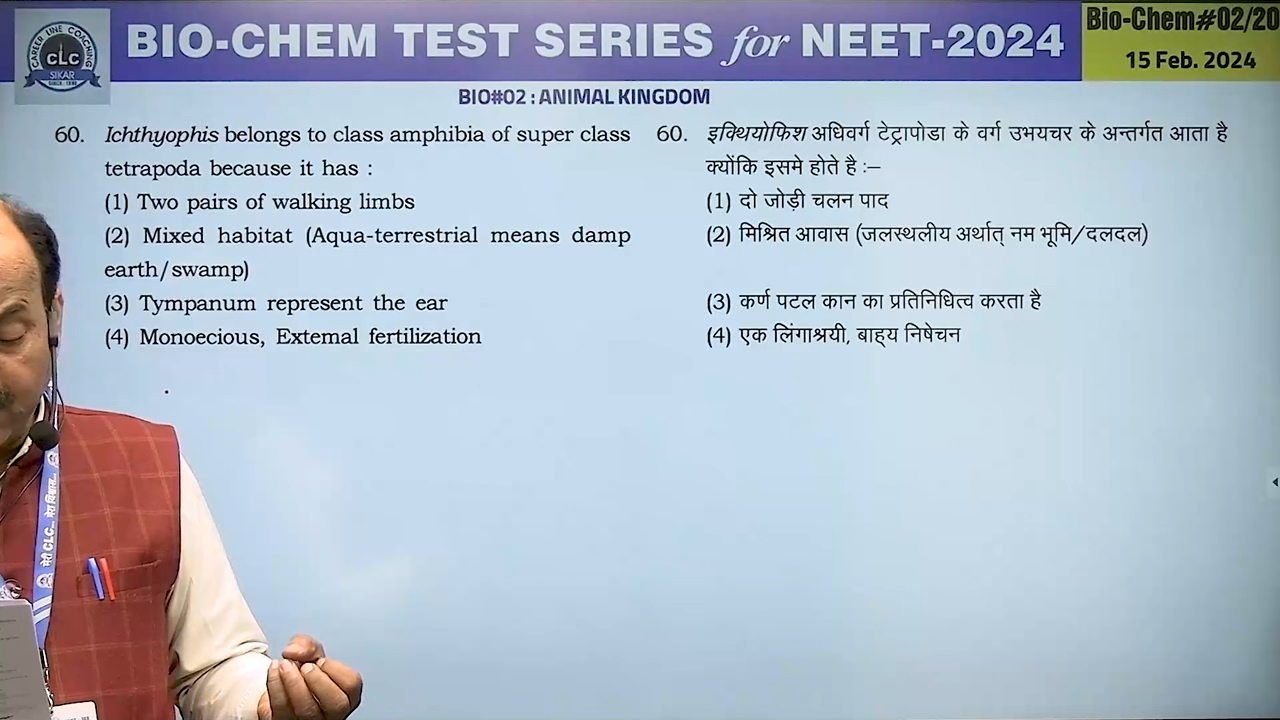 CAREER LINE COACHING
CLC
SIKAR
BIO-CHEM TEST SERIES for NEET-2024
Bio-Chem#02/20
15 Feb. 2024
BIO#02 : ANIMAL KINGDOM
60. Ichthyophis belongs to class amphibia of super class
tetrapoda because it has :
(1) Two pairs of walking limbs
(2) Mixed habitat (Aqua-terrestrial means damp
earth/swamp)
(3) Tympanum represent the ear
(4) Monoecious, Extemal fertilization
60. इक्थियोफिश अधिवर्ग टेट्रापोडा के वर्ग उभयचर के अन्तर्गत आता है
क्योंकि इसमे होते है :–
(1) दो जोड़ी चलन पाद
(2) मिश्रित आवास (जलस्थलीय अर्थात् नम भूमि/दलदल)
(3) कर्ण पटल कान का प्रतिनिधित्व करता है
(4) एक लिंगाश्रयी, बाह्य निषेचन
मेरी CLC... मेरा विश्वास...